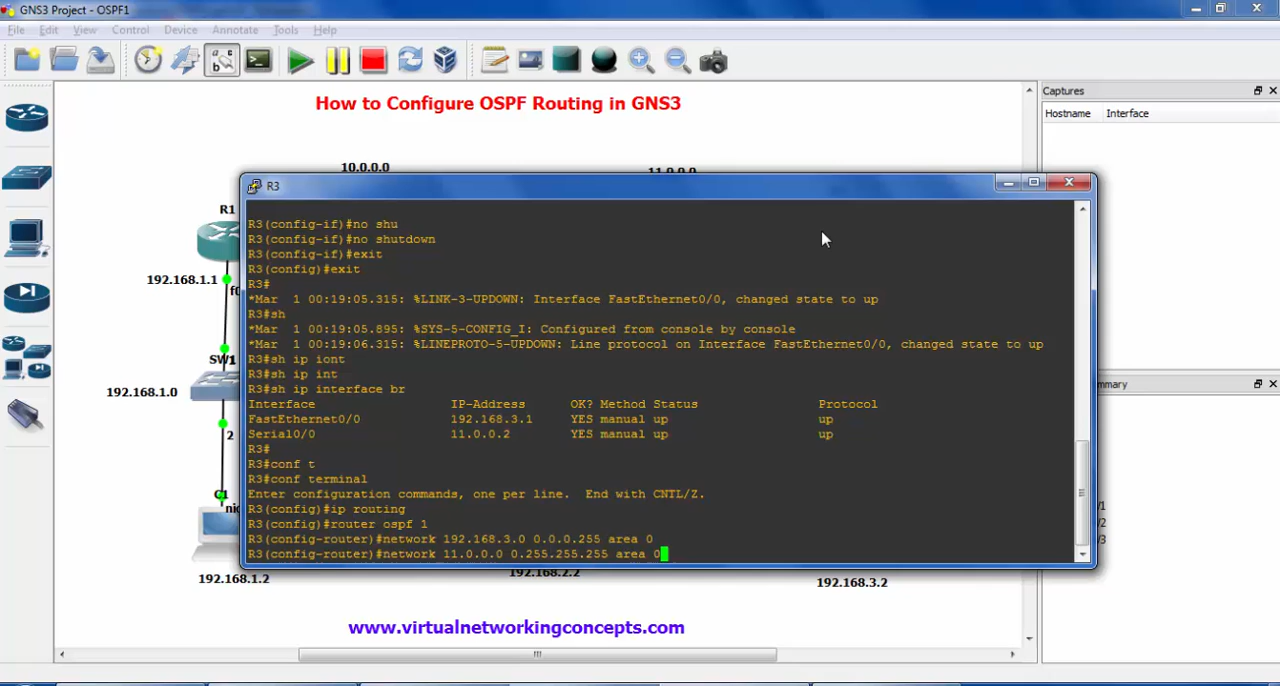 GNS3 Project - OSPF1
File Edit View Control Device Annotate Tools Help
How to Configure OSPF Routing in GNS3
Captures
Hostname Interface
10.0.0.0
11.0.0.0
R3
R1
192.168.1.1
SW1
192.168.1.0
2
C1
R3(config-if)#no shu
R3(config-if)#no shutdown
R3(config-if)#exit
R3(config)#exit
R3#
*Mar  1 00:19:05.315: %LINK-3-UPDOWN: Interface FastEthernet0/0, changed state to up
R3#sh
*Mar  1 00:19:05.895: %SYS-5-CONFIG_I: Configured from console by console
*Mar  1 00:19:06.315: %LINEPROTO-5-UPDOWN: Line protocol on Interface FastEthernet0/0, changed state to up
R3#sh ip iont
R3#sh ip int
R3#sh ip interface br
Interface IP-Address OK? Method Status Protocol
FastEthernet0/0 192.168.3.1 YES manual up up
Serial0/0 11.0.0.2 YES manual up up
R3#
R3#conf t
R3#conf terminal
Enter configuration commands, one per line.  End with CNTL/Z.
R3(config)#ip routing
R3(config)#router ospf 1
R3(config-router)#network 192.168.3.0 0.0.0.255 area 0
R3(config-router)#network 11.0.0.0 0.255.255.255 area 0
mmary
192.168.1.2
192.168.2.2
192.168.3.2
www.virtualnetworkingconcepts.com